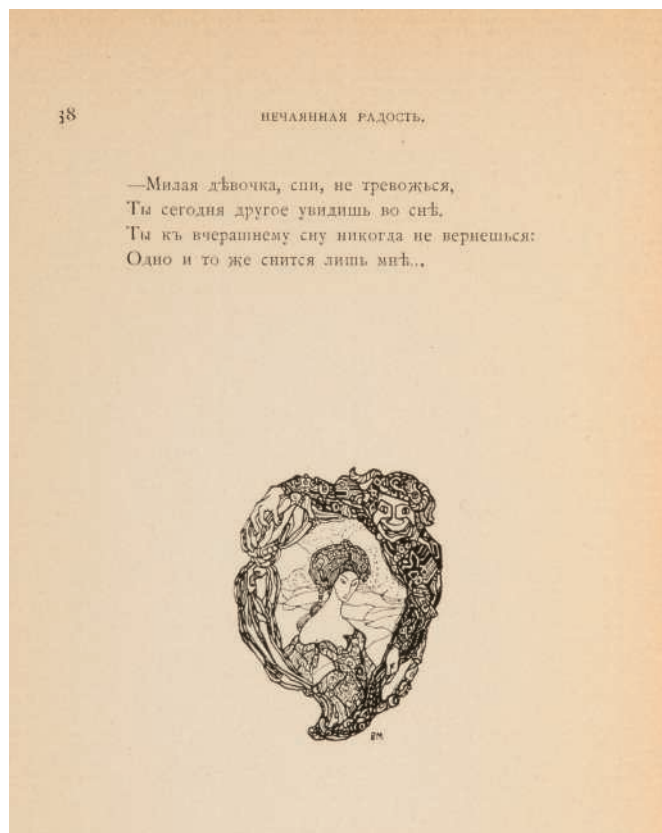 38
НЕЧАЯННАЯ РАДОСТЬ.
—Милая дѣвочка, спи, не тревожься,
Ты сегодня другое увидишь во снѣ.
Ты къ вчерашнему сну никогда не вернешься:
Одно и то же снится лишь мнѣ...
ВМ